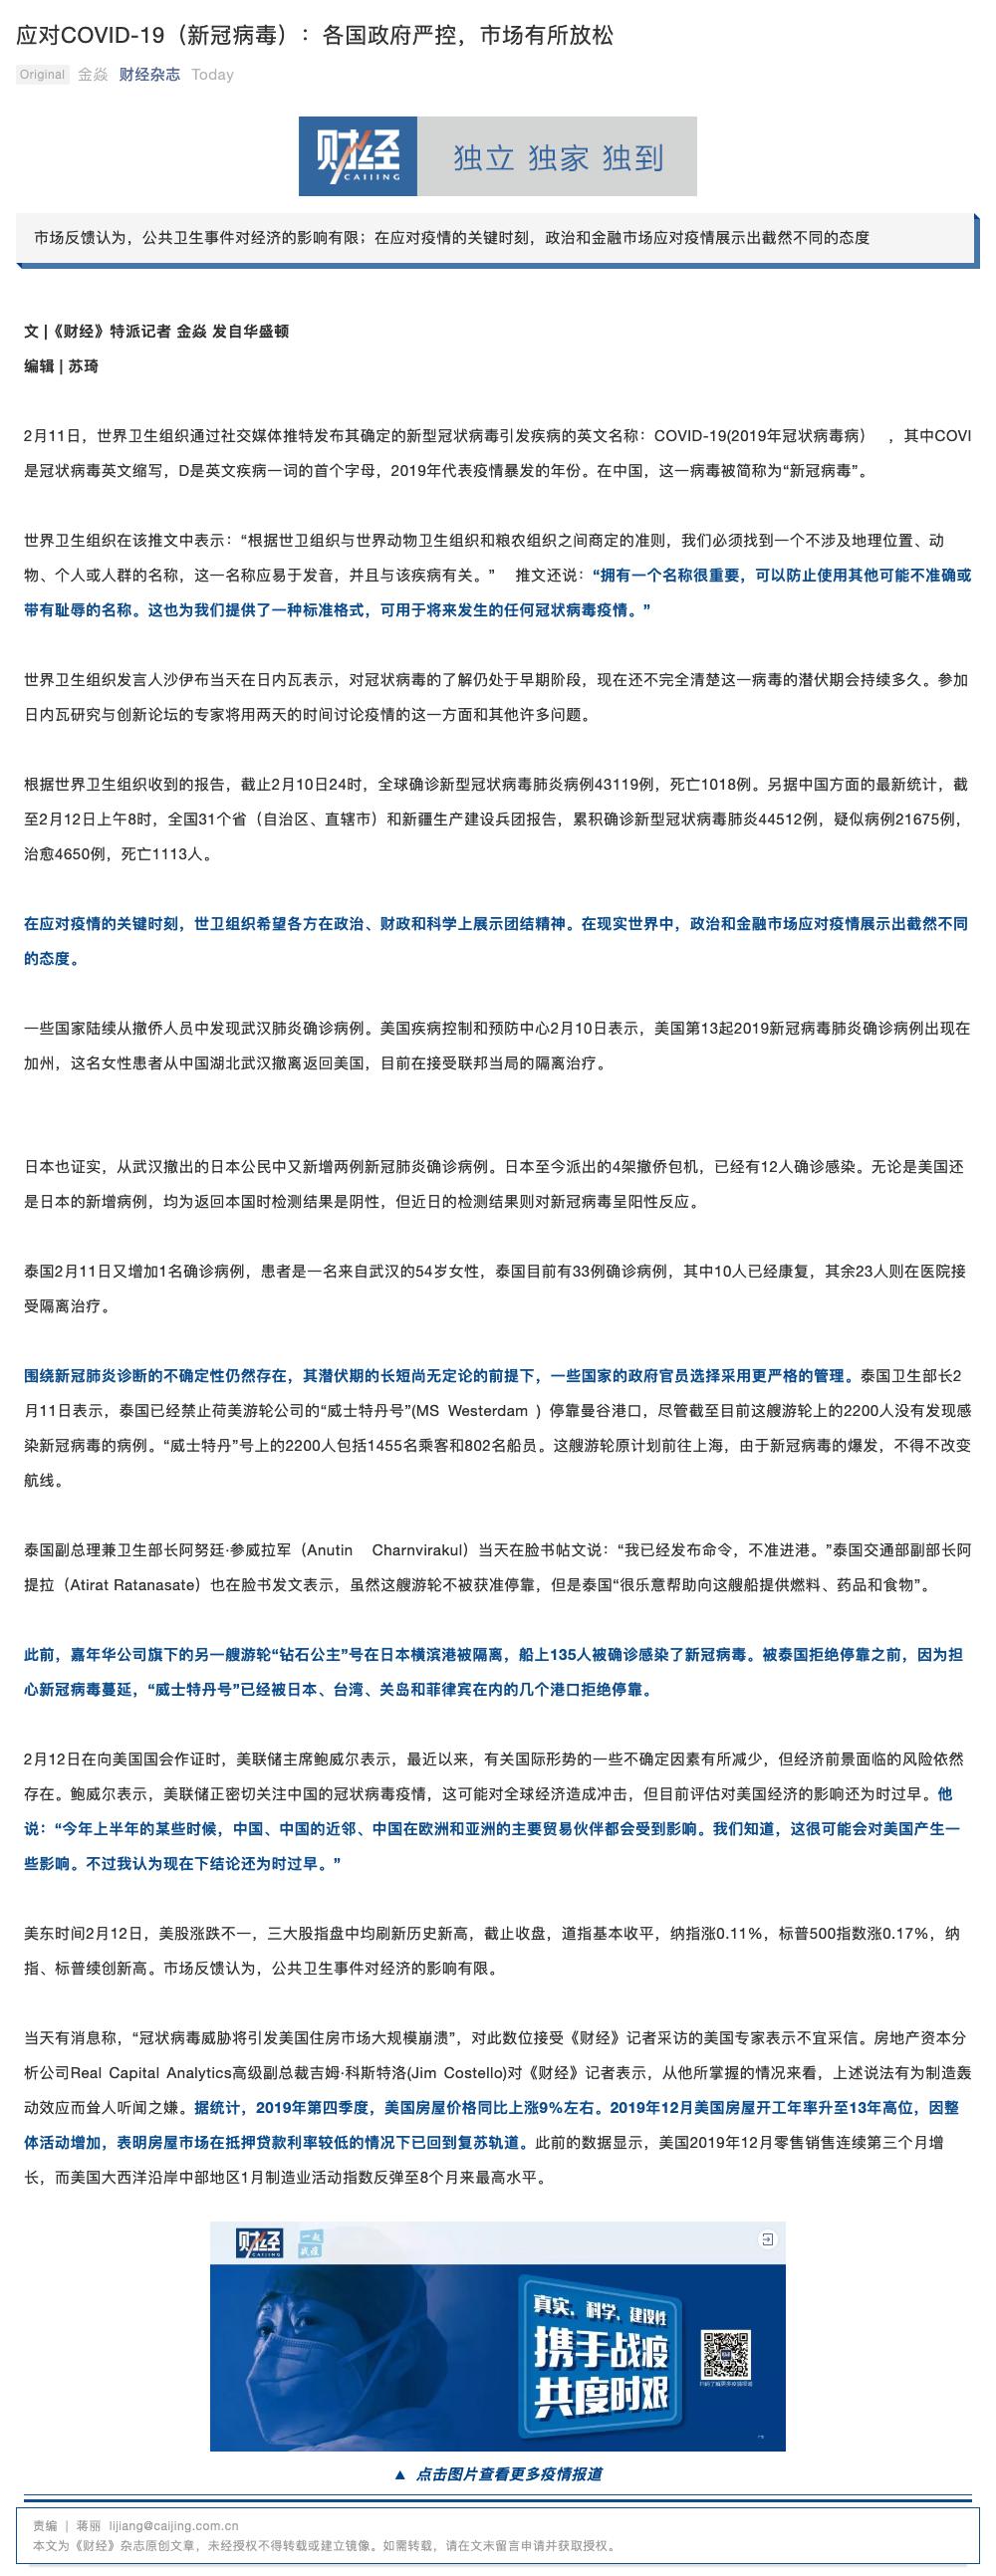 应对COVID-19（新冠病毒）：各国政府严控，市场有所放松
Original 金焱 财经杂志 Today
财经 独立 独家 独到
CAIJING
市场反馈认为，公共卫生事件对经济的影响有限；在应对疫情的关键时刻，政治和金融市场应对疫情展示出截然不同的态度
文 |《财经》特派记者 金焱 发自华盛顿
编辑 | 苏琦
2月11日，世界卫生组织通过社交媒体推特发布其确定的新型冠状病毒引发疾病的英文名称：COVID-19(2019年冠状病毒病） ，其中COVI
是冠状病毒英文缩写，D是英文疾病一词的首个字母，2019年代表疫情暴发的年份。在中国，这一病毒被简称为“新冠病毒”。
世界卫生组织在该推文中表示：“根据世卫组织与世界动物卫生组织和粮农组织之间商定的准则，我们必须找到一个不涉及地理位置、动
物、个人或人群的名称，这一名称应易于发音，并且与该疾病有关。” 推文还说：“拥有一个名称很重要，可以防止使用其他可能不准确或
带有耻辱的名称。这也为我们提供了一种标准格式，可用于将来发生的任何冠状病毒疫情。”
世界卫生组织发言人沙伊布当天在日内瓦表示，对冠状病毒的了解仍处于早期阶段，现在还不完全清楚这一病毒的潜伏期会持续多久。参加
日内瓦研究与创新论坛的专家将用两天的时间讨论疫情的这一方面和其他许多问题。
根据世界卫生组织收到的报告，截止2月10日24时，全球确诊新型冠状病毒肺炎病例43119例，死亡1018例。另据中国方面的最新统计，截
至2月12日上午8时，全国31个省（自治区、直辖市）和新疆生产建设兵团报告，累积确诊新型冠状病毒肺炎44512例，疑似病例21675例，
治愈4650例，死亡1113人。
在应对疫情的关键时刻，世卫组织希望各方在政治、财政和科学上展示团结精神。在现实世界中，政治和金融市场应对疫情展示出截然不同
的态度。
一些国家陆续从撤侨人员中发现武汉肺炎确诊病例。美国疾病控制和预防中心2月10日表示，美国第13起2019新冠病毒肺炎确诊病例出现在
加州，这名女性患者从中国湖北武汉撤离返回美国，目前在接受联邦当局的隔离治疗。
日本也证实，从武汉撤出的日本公民中又新增两例新冠肺炎确诊病例。日本至今派出的4架撤侨包机，已经有12人确诊感染。无论是美国还
是日本的新增病例，均为返回本国时检测结果是阴性，但近日的检测结果则对新冠病毒呈阳性反应。
泰国2月11日又增加1名确诊病例，患者是一名来自武汉的54岁女性，泰国目前有33例确诊病例，其中10人已经康复，其余23人则在医院接
受隔离治疗。
围绕新冠肺炎诊断的不确定性仍然存在，其潜伏期的长短尚无定论的前提下，一些国家的政府官员选择采用更严格的管理。泰国卫生部长2
月11日表示，泰国已经禁止荷美游轮公司的“威士特丹号”(MS Westerdam ) 停靠曼谷港口，尽管截至目前这艘游轮上的2200人没有发现感
染新冠病毒的病例。“威士特丹”号上的2200人包括1455名乘客和802名船员。这艘游轮原计划前往上海，由于新冠病毒的爆发，不得不改变
航线。
泰国副总理兼卫生部长阿努廷·參威拉军（Anutin Charnvirakul）当天在脸书帖文说：“我已经发布命令，不准进港。”泰国交通部副部长阿
提拉（Atirat Ratanasate）也在脸书发文表示，虽然这艘游轮不被获准停靠，但是泰国“很乐意帮助向这艘船提供燃料、药品和食物”。
此前，嘉年华公司旗下的另一艘游轮“钻石公主”号在日本横滨港被隔离，船上135人被确诊感染了新冠病毒。被泰国拒绝停靠之前，因为担
心新冠病毒蔓延，“威士特丹号”已经被日本、台湾、关岛和菲律宾在内的几个港口拒绝停靠。
2月12日在向美国国会作证时，美联储主席鲍威尔表示，最近以来，有关国际形势的一些不确定因素有所减少，但经济前景面临的风险依然
存在。鲍威尔表示，美联储正密切关注中国的冠状病毒疫情，这可能对全球经济造成冲击，但目前评估对美国经济的影响还为时过早。他
说：“今年上半年的某些时候，中国、中国的近邻、中国在欧洲和亚洲的主要贸易伙伴都会受到影响。我们知道，这很可能会对美国产生一
些影响。不过我认为现在下结论还为时过早。”
美东时间2月12日，美股涨跌不一，三大股指盘中均刷新历史新高，截止收盘，道指基本收平，纳指涨0.11%，标普500指数涨0.17%，纳
指、标普续创新高。市场反馈认为，公共卫生事件对经济的影响有限。
当天有消息称，“冠状病毒威胁将引发美国住房市场大规模崩溃”，对此数位接受《财经》记者采访的美国专家表示不宜采信。房地产资本分
析公司Real Capital Analytics高级副总裁吉姆·科斯特洛(Jim Costello)对《财经》记者表示，从他所掌握的情况来看，上述说法有为制造轰
动效应而耸人听闻之嫌。据统计，2019年第四季度，美国房屋价格同比上涨9%左右。2019年12月美国房屋开工年率升至13年高位，因整
体活动增加，表明房屋市场在抵押贷款利率较低的情况下已回到复苏轨道。此前的数据显示，美国2019年12月零售销售连续第三个月增
长，而美国大西洋沿岸中部地区1月制造业活动指数反弹至8个月来最高水平。
财经 一起战疫
CAIJING
真实、科学、建设性
携手战疫
共度时艰
▲ 点击图片查看更多疫情报道
责编 | 蒋丽 lijiang@caijing.com.cn
本文为《财经》杂志原创文章，未经授权不得转载或建立镜像。如需转载，请在文末留言申请并获取授权。